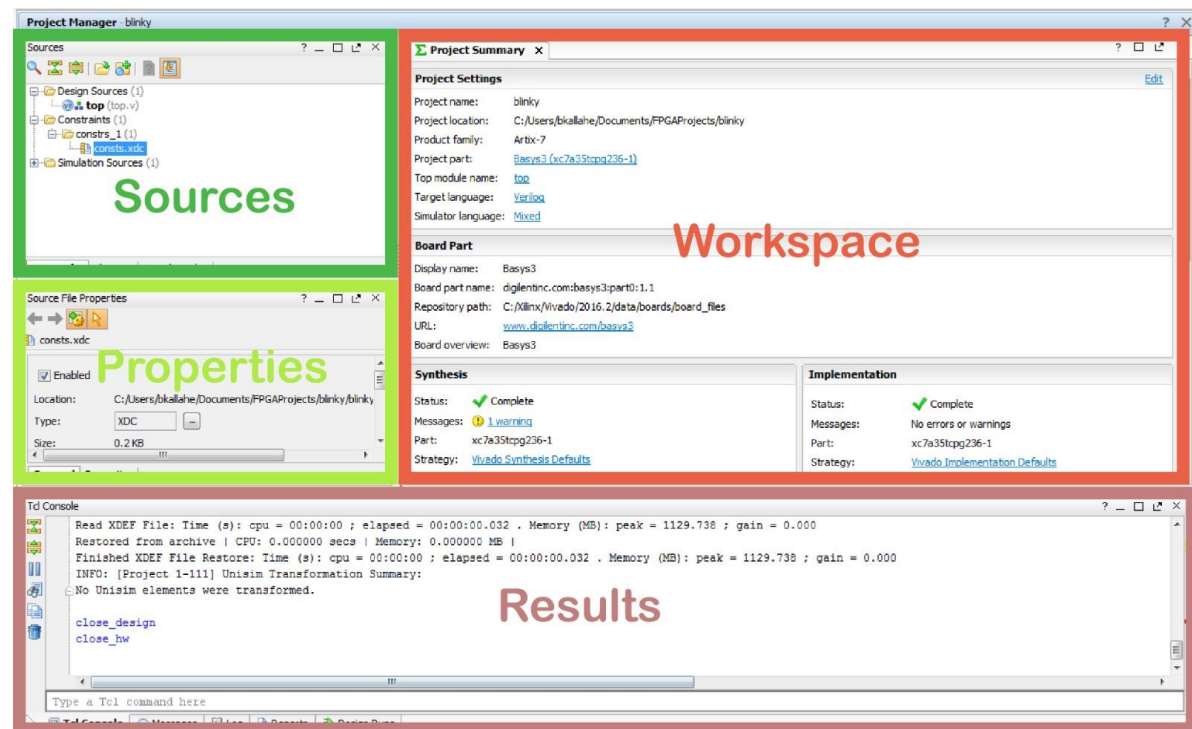 Project Manager - blinky
Sources
Design Sources (1)
top (top.v)
Constraints (1)
constrs_1 (1)
consts.xdc
Simulation Sources (1)
Sources
Source File Properties
consts.xdc
Properties
Enabled
Location: C:/Users/bkallahe/Documents/FPGAProjects/blinky/blinky
Type: XDC
Size: 0.2 KB
Σ Project Summary
Project Settings Edit
Project name: blinky
Project location: C:/Users/bkallahe/Documents/FPGAProjects/blinky
Product family: Artix-7
Project part: Basys3 (xc7a35tcpg236-1)
Top module name: top
Target language: Verilog
Simulator language: Mixed
Workspace
Board Part
Display name: Basys3
Board part name: digilentinc.com:basys3:part0:1.1
Repository path: C:/Xilinx/Vivado/2016.2/data/boards/board_files
URL: www.digilentinc.com/basys3
Board overview: Basys3
Synthesis
Status: Complete
Messages: 1 warning
Part: xc7a35tcpg236-1
Strategy: Vivado Synthesis Defaults
Implementation
Status: Complete
Messages: No errors or warnings
Part: xc7a35tcpg236-1
Strategy: Vivado Implementation Defaults
Tcl Console
Read XDEF File: Time (s): cpu = 00:00:00 ; elapsed = 00:00:00.032 . Memory (MB): peak = 1129.738 ; gain = 0.000
Restored from archive | CPU: 0.000000 secs | Memory: 0.000000 MB |
Finished XDEF File Restore: Time (s): cpu = 00:00:00 ; elapsed = 00:00:00.032 . Memory (MB): peak = 1129.738 ; gain = 0.000
INFO: [Project 1-111] Unisim Transformation Summary:
No Unisim elements were transformed.
Results
close_design
close_hw
Type a Tcl command here
Tcl Console Messages Log Reports Design Runs